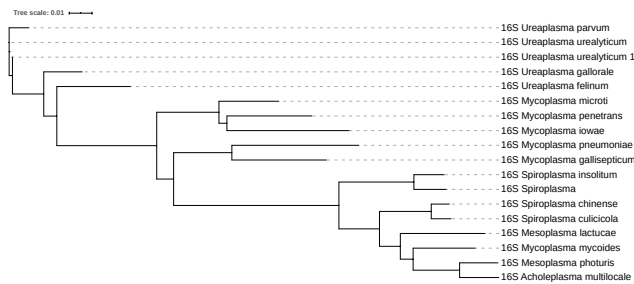 Tree scale: 0.01
16S Ureaplasma parvum
16S Ureaplasma urealyticum
16S Ureaplasma urealyticum 1
16S Ureaplasma gallorale
16S Ureaplasma felinum
16S Mycoplasma microti
16S Mycoplasma penetrans
16S Mycoplasma iowae
16S Mycoplasma pneumoniae
16S Mycoplasma gallisepticum
16S Spiroplasma insolitum
16S Spiroplasma
16S Spiroplasma chinense
16S Spiroplasma culicicola
16S Mesoplasma lactucae
16S Mycoplasma mycoides
16S Mesoplasma photuris
16S Acholeplasma multilocale